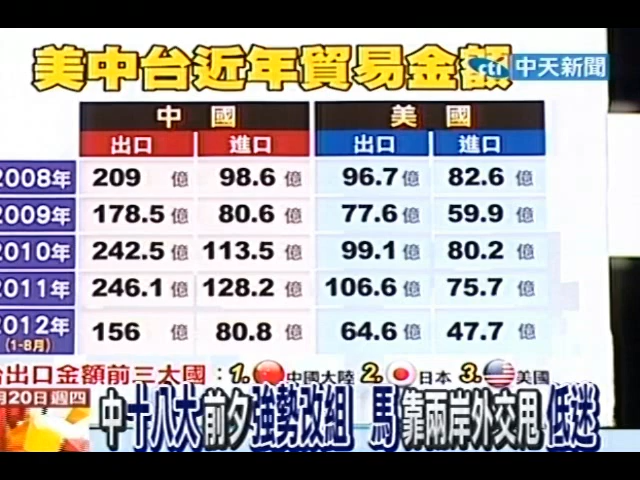 美中台近年貿易金額
cti 中天新聞
中國 美國
出口 進口 出口 進口
2008年 209 億 98.6 億 96.7 億 82.6 億
2009年 178.5 億 80.6 億 77.6 億 59.9 億
2010年 242.5 億 113.5 億 99.1 億 80.2 億
2011年 246.1 億 128.2 億 106.6 億 75.7 億
2012年 156 億 80.8 億 64.6 億 47.7 億
(1-8月)
台出口金額前三大國：1. 中國大陸 2. 日本 3. 美國
月20日週四
中十八大前夕強勢改組 馬靠兩岸外交甩低迷